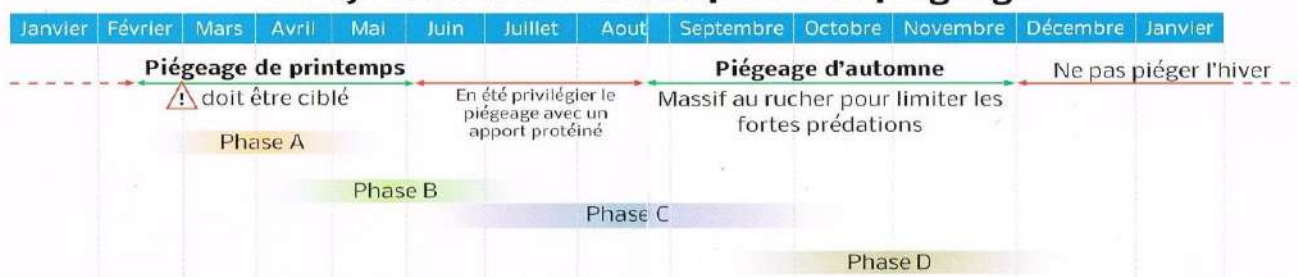 Janvier Février Mars Avril Mai Juin Juillet Aout Septembre Octobre Novembre Décembre Janvier
Piégeage de printemps
! doit être ciblé
En été privilégier le
piégeage avec un
apport protéiné
Piégeage d'automne
Massif au rucher pour limiter les
fortes prédations
Ne pas piéger l'hiver
Phase A
Phase B
Phase C
Phase D